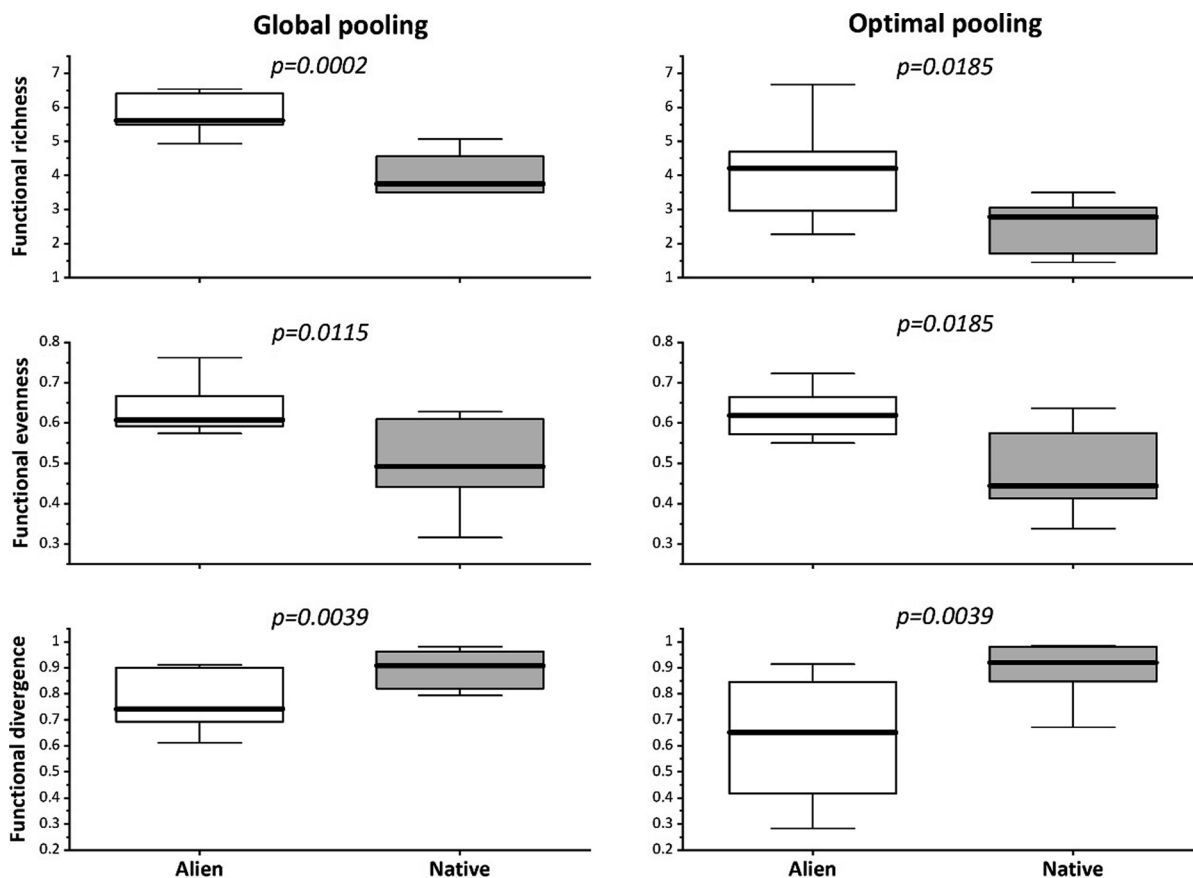 Global pooling
Optimal pooling
Functional richness
p=0.0002
7
6
5
4
3
2
1
p=0.0185
7
6
5
4
3
2
1
Functional evenness
p=0.0115
0.8
0.7
0.6
0.5
0.4
0.3
p=0.0185
0.8
0.7
0.6
0.5
0.4
0.3
Functional divergence
p=0.0039
1
0.9
0.8
0.7
0.6
0.5
0.4
0.3
0.2
p=0.0039
1
0.9
0.8
0.7
0.6
0.5
0.4
0.3
0.2
Alien
Native
Alien
Native